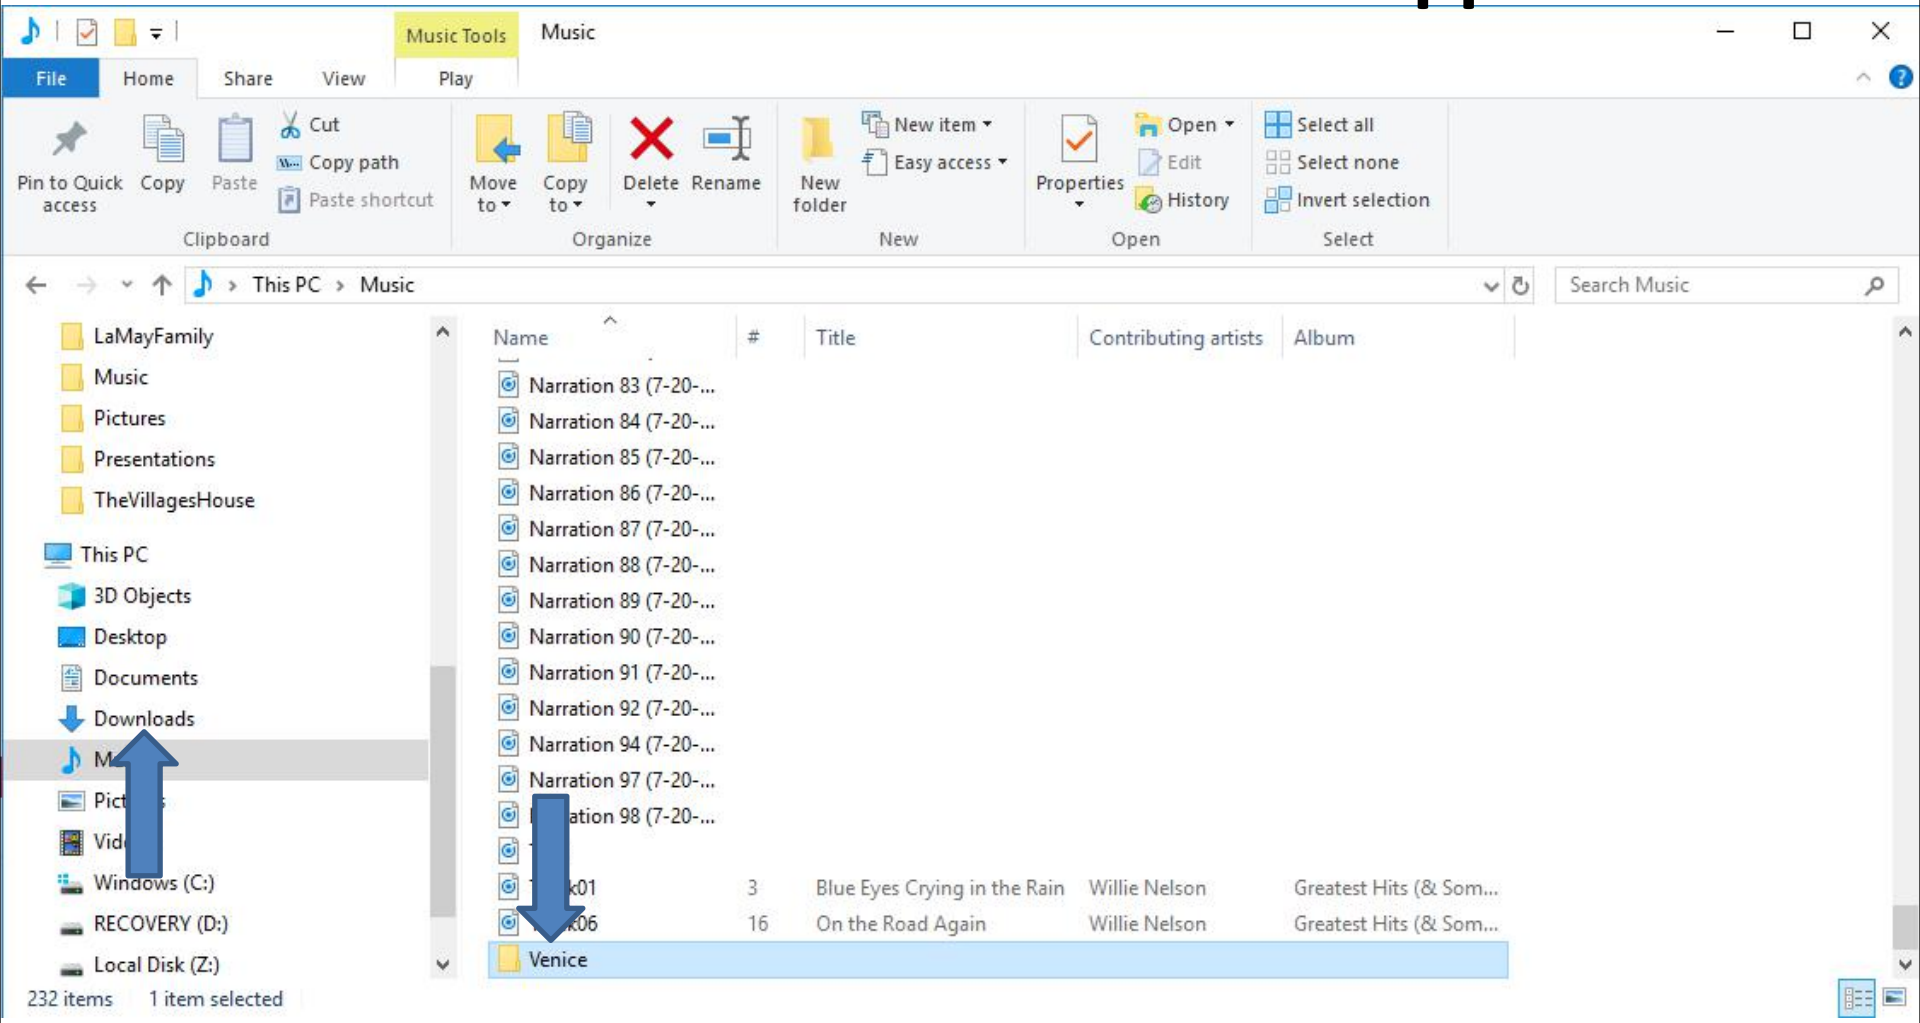 Music Tools Music
File Home Share View Play
Pin to Quick access Copy Paste Cut Copy path Paste shortcut
Move to Copy to Delete Rename
New folder New item Easy access
Properties Open Edit History
Select all Select none Invert selection
Clipboard Organize New Open Select
This PC > Music
Search Music
LaMayFamily
Music
Pictures
Presentations
TheVillagesHouse
This PC
3D Objects
Desktop
Documents
Downloads
Windows (C:)
RECOVERY (D:)
Local Disk (Z:)
Name # Title Contributing artists Album
Narration 83 (7-20-...
Narration 84 (7-20-...
Narration 85 (7-20-...
Narration 86 (7-20-...
Narration 87 (7-20-...
Narration 88 (7-20-...
Narration 89 (7-20-...
Narration 90 (7-20-...
Narration 91 (7-20-...
Narration 92 (7-20-...
Narration 94 (7-20-...
Narration 97 (7-20-...
98 (7-20-...
3 Blue Eyes Crying in the Rain Willie Nelson Greatest Hits (& Som...
16 On the Road Again Willie Nelson Greatest Hits (& Som...
Venice
232 items 1 item selected